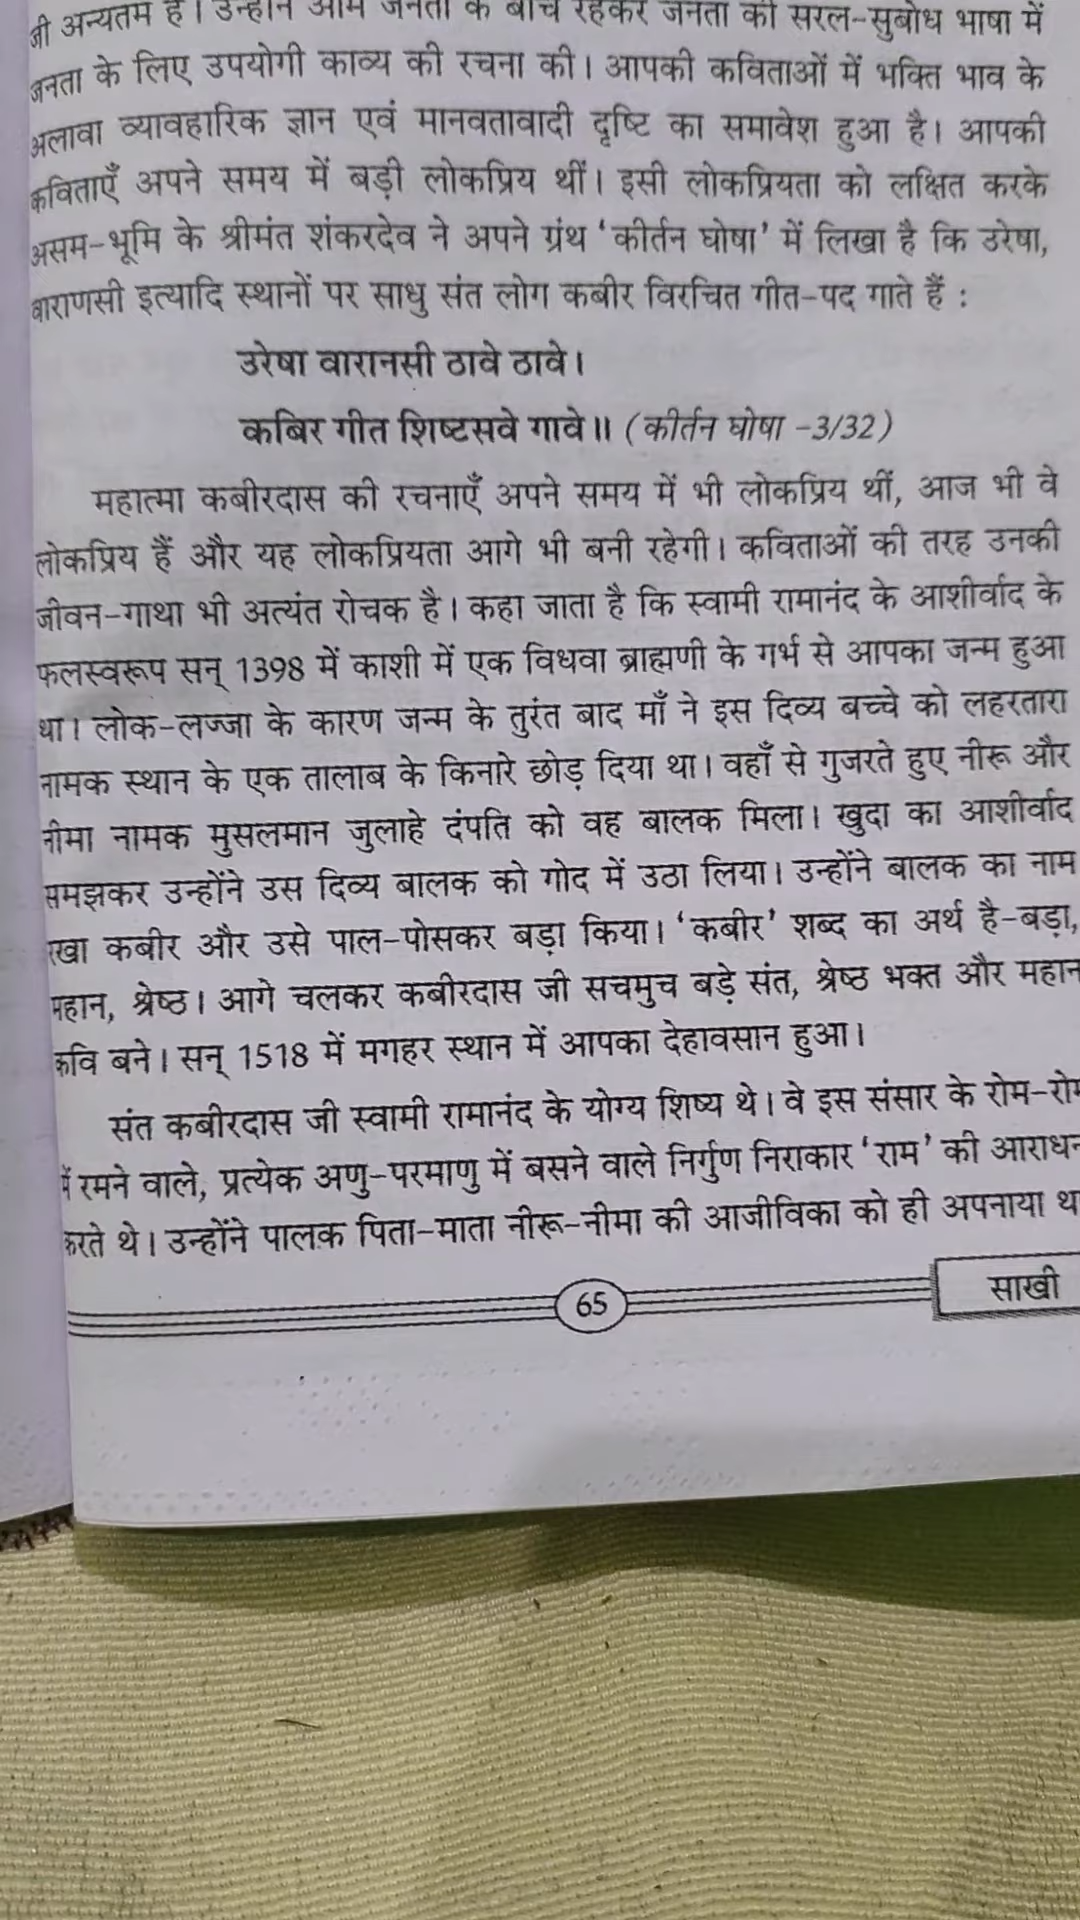 जी अन्यतम हैं। उन्होंने आम जनता के बीच रहकर जनता की सरल-सुबोध भाषा में
जनता के लिए उपयोगी काव्य की रचना की। आपकी कविताओं में भक्ति भाव के
अलावा व्यावहारिक ज्ञान एवं मानवतावादी दृष्टि का समावेश हुआ है। आपकी
कविताएँ अपने समय में बड़ी लोकप्रिय थीं। इसी लोकप्रियता को लक्षित करके
असम-भूमि के श्रीमंत शंकरदेव ने अपने ग्रंथ 'कीर्तन घोषा' में लिखा है कि उरेषा,
वाराणसी इत्यादि स्थानों पर साधु संत लोग कबीर विरचित गीत-पद गाते हैं :
उरेषा वारानसी ठावे ठावे।
कबिर गीत शिष्टसवे गावे॥ (कीर्तन घोषा -3/32)
महात्मा कबीरदास की रचनाएँ अपने समय में भी लोकप्रिय थीं, आज भी वे
लोकप्रिय हैं और यह लोकप्रियता आगे भी बनी रहेगी। कविताओं की तरह उनकी
जीवन-गाथा भी अत्यंत रोचक है। कहा जाता है कि स्वामी रामानंद के आशीर्वाद के
फलस्वरूप सन् 1398 में काशी में एक विधवा ब्राह्मणी के गर्भ से आपका जन्म हुआ
था। लोक-लज्जा के कारण जन्म के तुरंत बाद माँ ने इस दिव्य बच्चे को लहरतारा
नामक स्थान के एक तालाब के किनारे छोड़ दिया था। वहाँ से गुजरते हुए नीरू और
नीमा नामक मुसलमान जुलाहे दंपति को वह बालक मिला। खुदा का आशीर्वाद
समझकर उन्होंने उस दिव्य बालक को गोद में उठा लिया। उन्होंने बालक का नाम
रखा कबीर और उसे पाल-पोसकर बड़ा किया। 'कबीर' शब्द का अर्थ है-बड़ा,
महान, श्रेष्ठ। आगे चलकर कबीरदास जी सचमुच बड़े संत, श्रेष्ठ भक्त और महान
कवि बने। सन् 1518 में मगहर स्थान में आपका देहावसान हुआ।
संत कबीरदास जी स्वामी रामानंद के योग्य शिष्य थे। वे इस संसार के रोम-रोम
में रमने वाले, प्रत्येक अणु-परमाणु में बसने वाले निर्गुण निराकार 'राम' की आराधन
करते थे। उन्होंने पालक पिता-माता नीरू-नीमा की आजीविका को ही अपनाया था
65
साखी